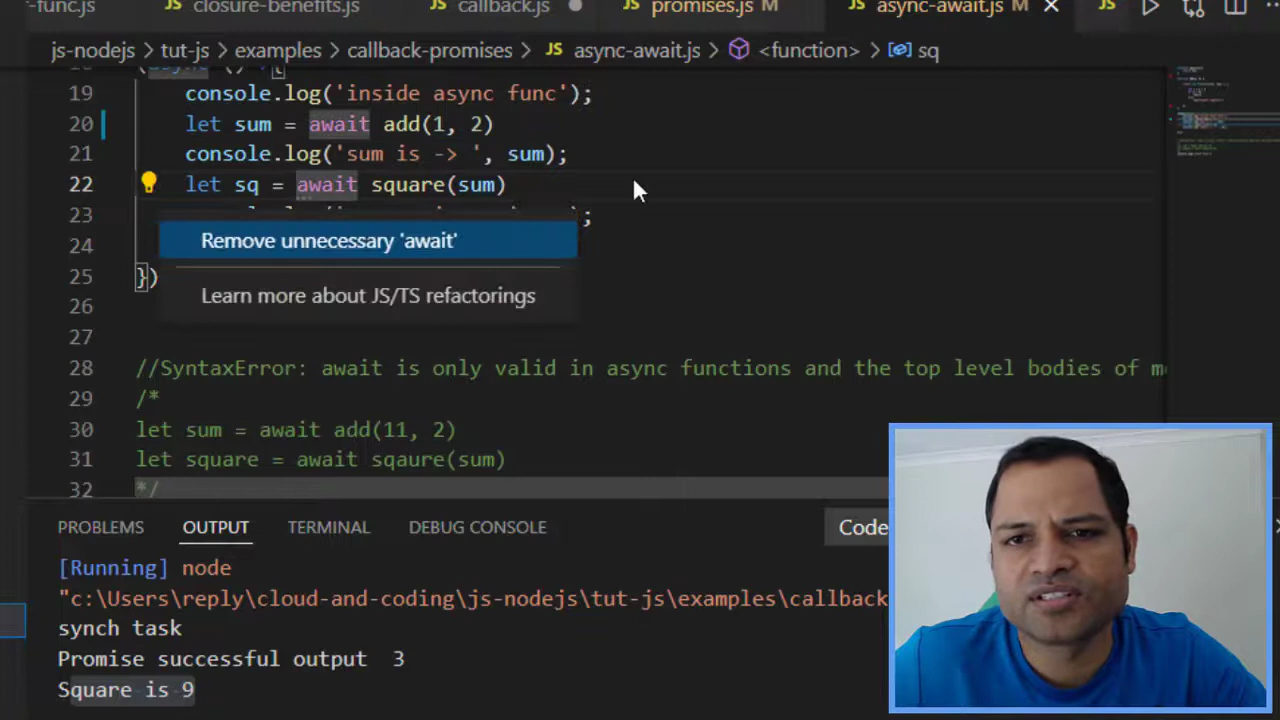 r-func.js JS closure-benefits.js JS callback.js JS promises.js M JS async-await.js M JS
js-nodejs > tut-js > examples > callback-promises > JS async-await.js > <function> > sq
19 console.log('inside async func');
20 let sum = await add(1, 2)
21 console.log('sum is -> ', sum);
22 let sq = await square(sum)
23 ;
Remove unnecessary 'await'
24
25 })
Learn more about JS/TS refactorings
26
27
28 //SyntaxError: await is only valid in async functions and the top level bodies of
29 /*
30 let sum = await add(11, 2)
31 let square = await sqaure(sum)
32 */
PROBLEMS OUTPUT TERMINAL DEBUG CONSOLE Code
[Running] node
"c:\Users\reply\cloud-and-coding\js-nodejs\tut-js\examples\callback
synch task
Promise successful output 3
Square is 9